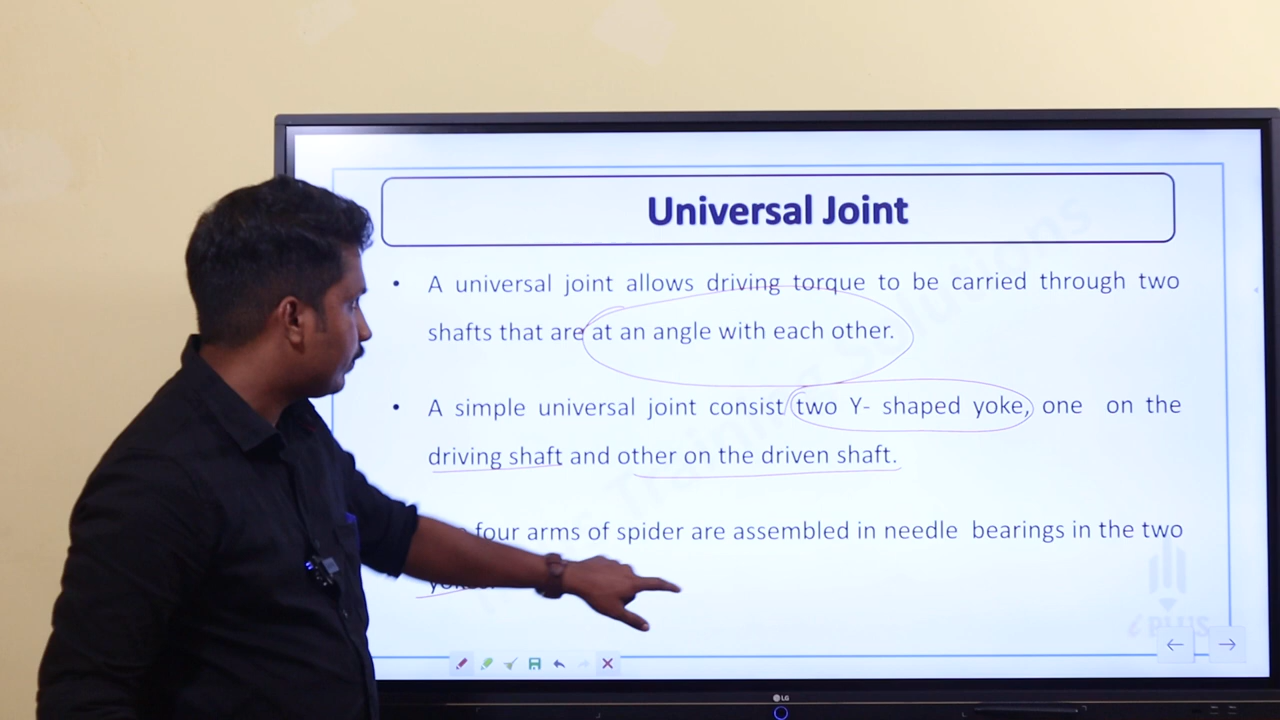 Universal Joint
• A universal joint allows driving torque to be carried through two
shafts that are at an angle with each other.
• A simple universal joint consist two Y- shaped yoke, one on the
driving shaft and other on the driven shaft.
four arms of spider are assembled in needle bearings in the two
LG